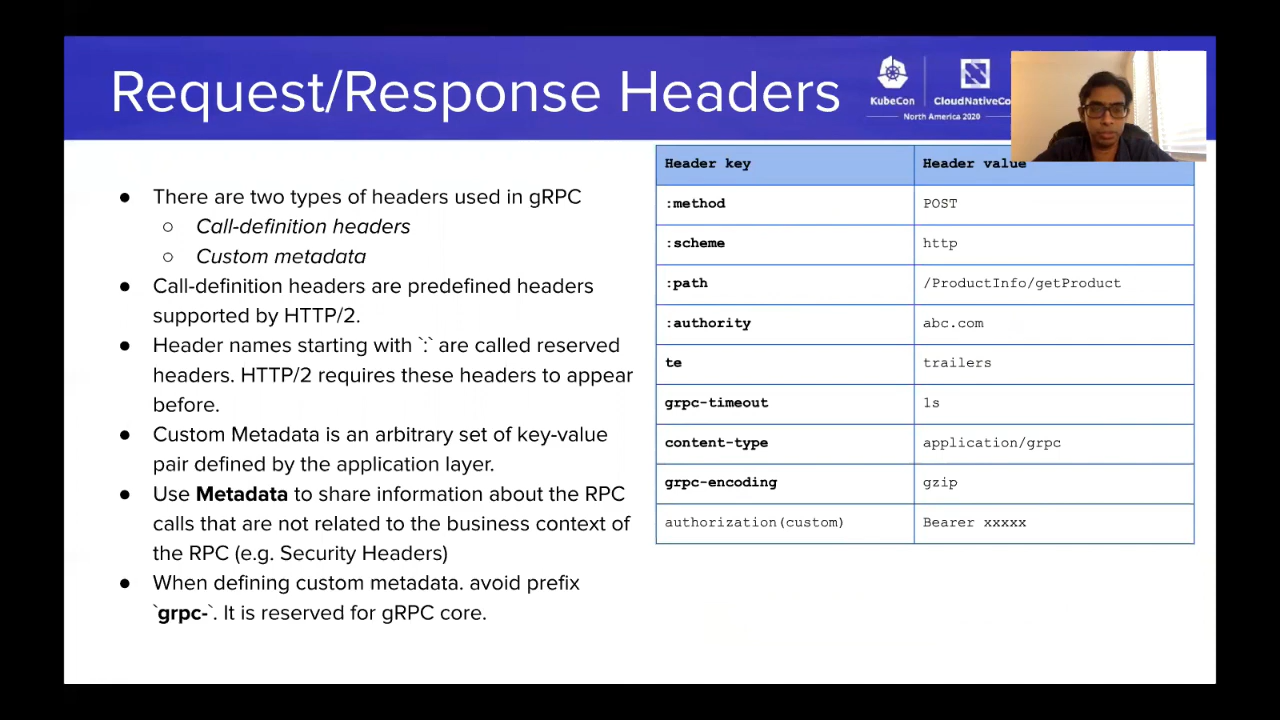 Request/Response Headers
KubeCon
CloudNativeCo
North America 2020
There are two types of headers used in gRPC
Call-definition headers
Custom metadata
Call-definition headers are predefined headers
supported by HTTP/2.
Header names starting with `:` are called reserved
headers. HTTP/2 requires these headers to appear
before.
Custom Metadata is an arbitrary set of key-value
pair defined by the application layer.
Use Metadata to share information about the RPC
calls that are not related to the business context of
the RPC (e.g. Security Headers)
When defining custom metadata. avoid prefix
`grpc-`. It is reserved for gRPC core.
Header key Header value
:method POST
:scheme http
:path /ProductInfo/getProduct
:authority abc.com
te trailers
grpc-timeout 1s
content-type application/grpc
grpc-encoding gzip
authorization(custom) Bearer xxxxx